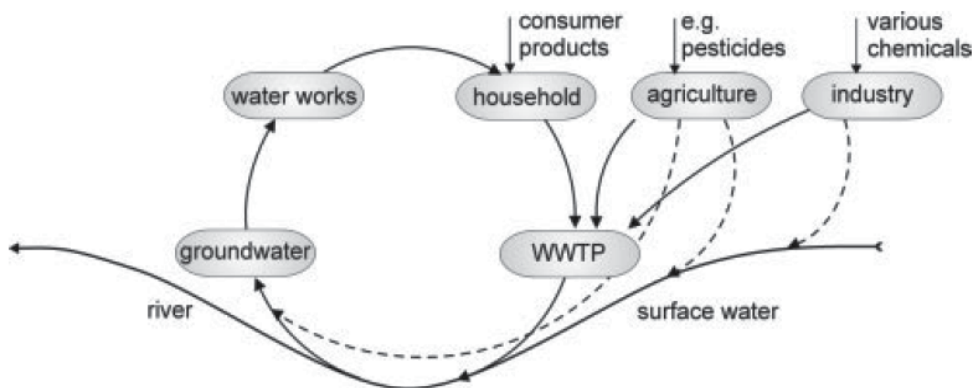 consumer
products
e.g.
pesticides
various
chemicals
water works
household
agriculture
industry
groundwater
WWTP
river
surface water